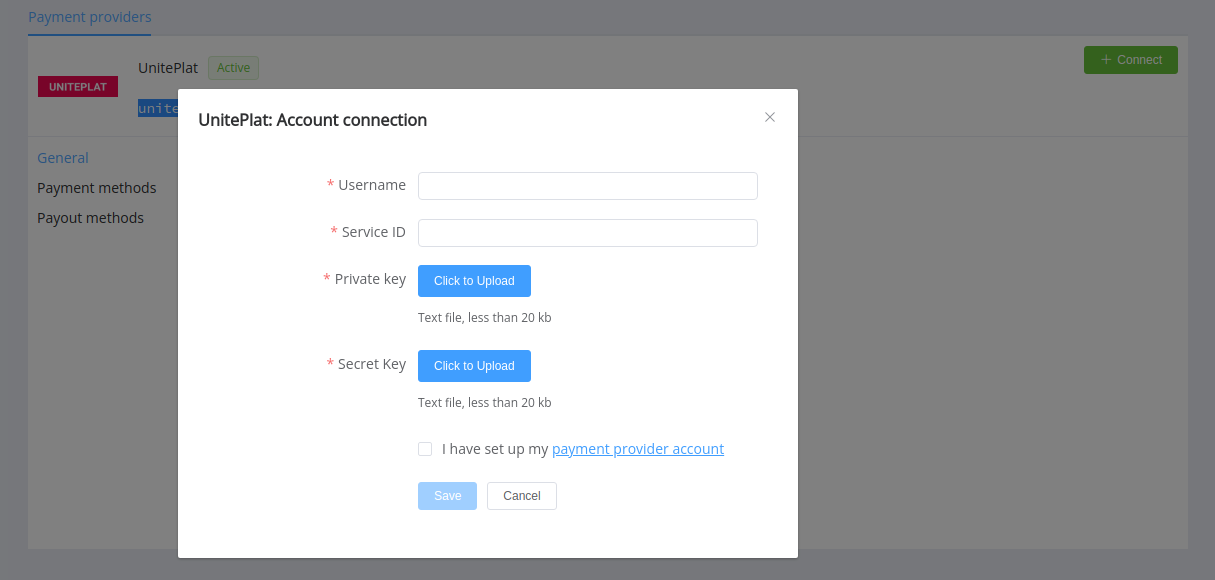 Payment providers
UNITEPLAT
UnitePlat
Active
+ Connect
unite
UnitePlat: Account connection
General
Payment methods
Payout methods
* Username
* Service ID
* Private key
Click to Upload
Text file, less than 20 kb
* Secret Key
Click to Upload
Text file, less than 20 kb
I have set up my payment provider account
Save
Cancel